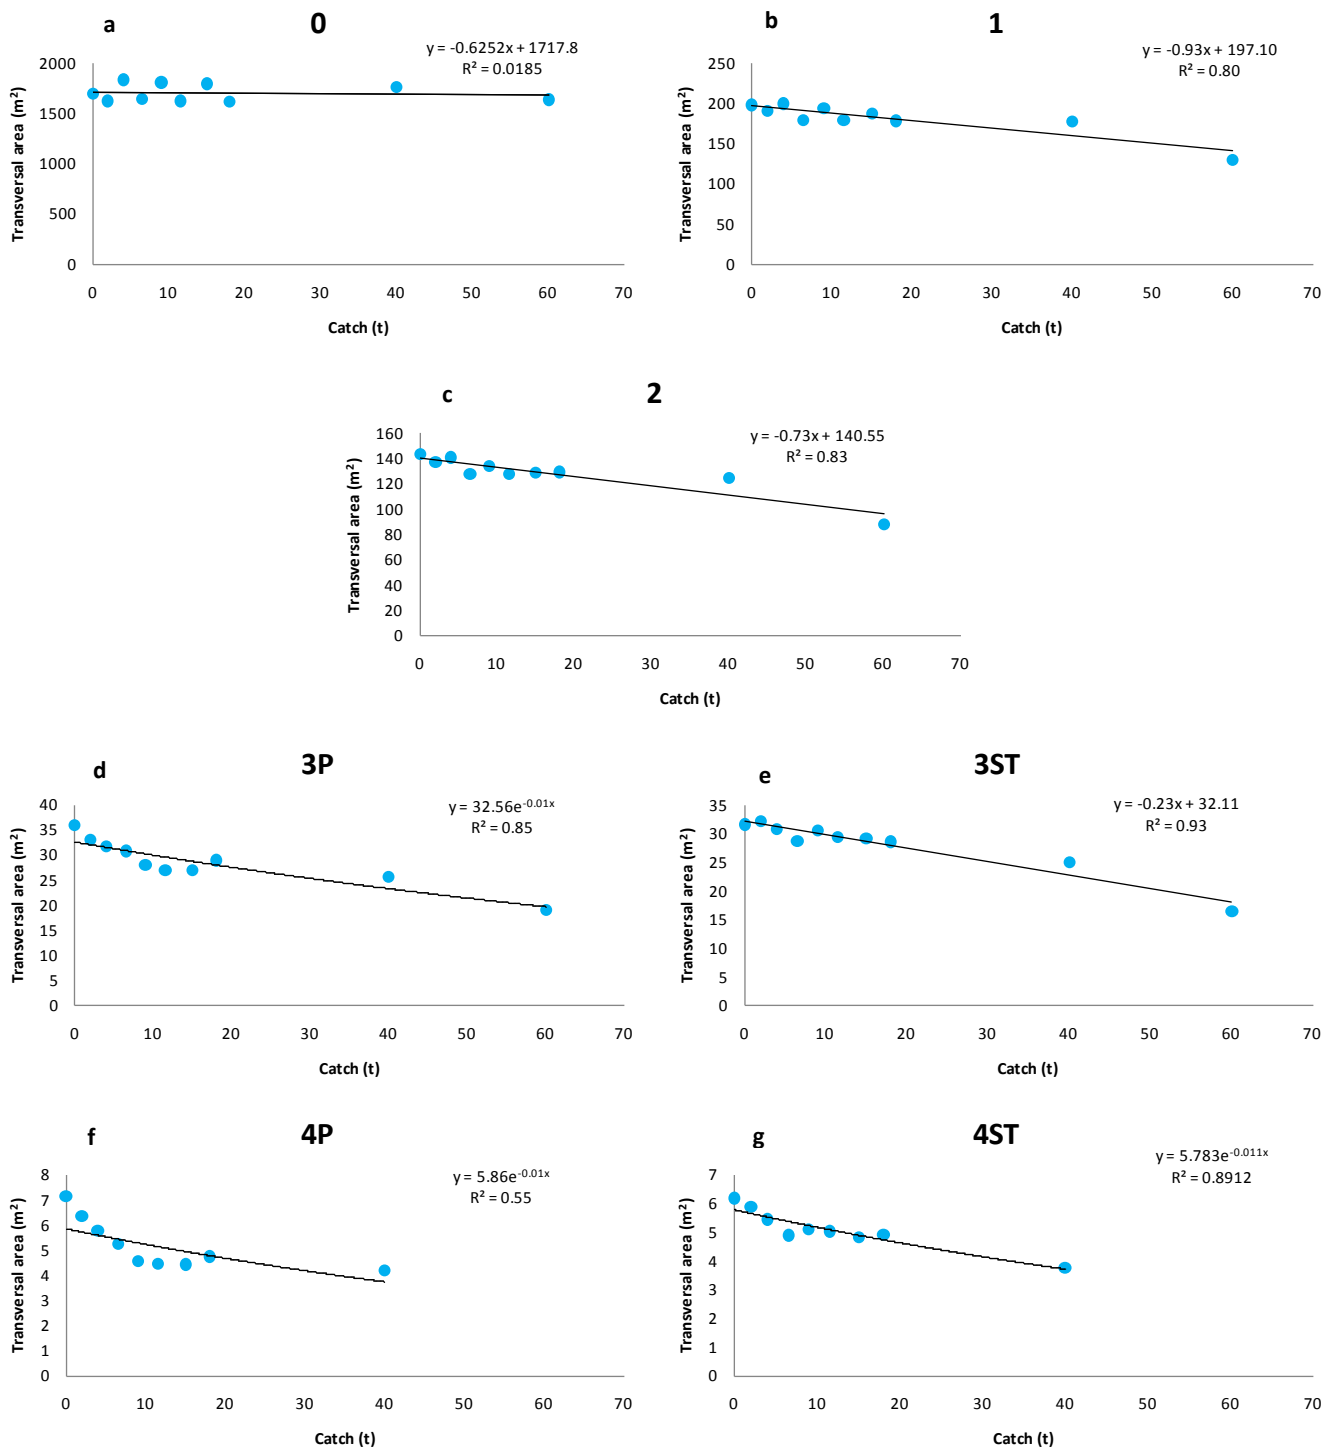 a
0
y = -0.6252x + 1717.8
R² = 0.0185
Transversal area (m²)
2000
1500
1000
500
0
0 10 20 30 40 50 60 70
Catch (t)
b
1
y = -0.93x + 197.10
R² = 0.80
Transversal area (m²)
250
200
150
100
50
0
0 10 20 30 40 50 60 70
Catch (t)
c
2
y = -0.73x + 140.55
R² = 0.83
Transversal area (m²)
160
140
120
100
80
60
40
20
0
0 10 20 30 40 50 60 70
Catch (t)
d
3P
y = 32.56e^-0.01x
R² = 0.85
Transversal area (m²)
40
35
30
25
20
15
10
5
0
0 10 20 30 40 50 60 70
Catch (t)
e
3ST
y = -0.23x + 32.11
R² = 0.93
Transversal area (m²)
35
30
25
20
15
10
5
0
0 10 20 30 40 50 60 70
Catch (t)
f
4P
y = 5.86e^-0.01x
R² = 0.55
Transversal area (m²)
8
7
6
5
4
3
2
1
0
0 10 20 30 40 50 60 70
Catch (t)
g
4ST
y = 5.783e^-0.011x
R² = 0.8912
Transversal area (m²)
7
6
5
4
3
2
1
0
0 10 20 30 40 50 60 70
Catch (t)